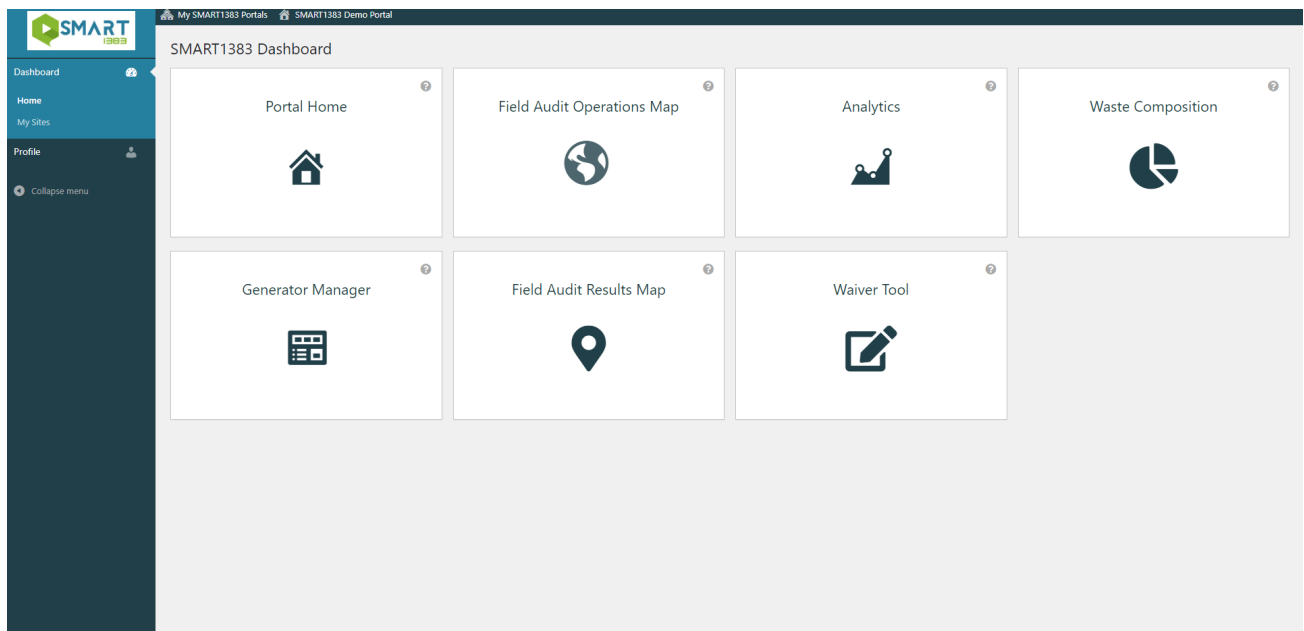 SMART
1383
My SMART1383 Portals SMART1383 Demo Portal
Dashboard
Home
My Sites
Profile
Collapse menu
SMART1383 Dashboard
Portal Home
Field Audit Operations Map
Analytics
Waste Composition
Generator Manager
Field Audit Results Map
Waiver Tool